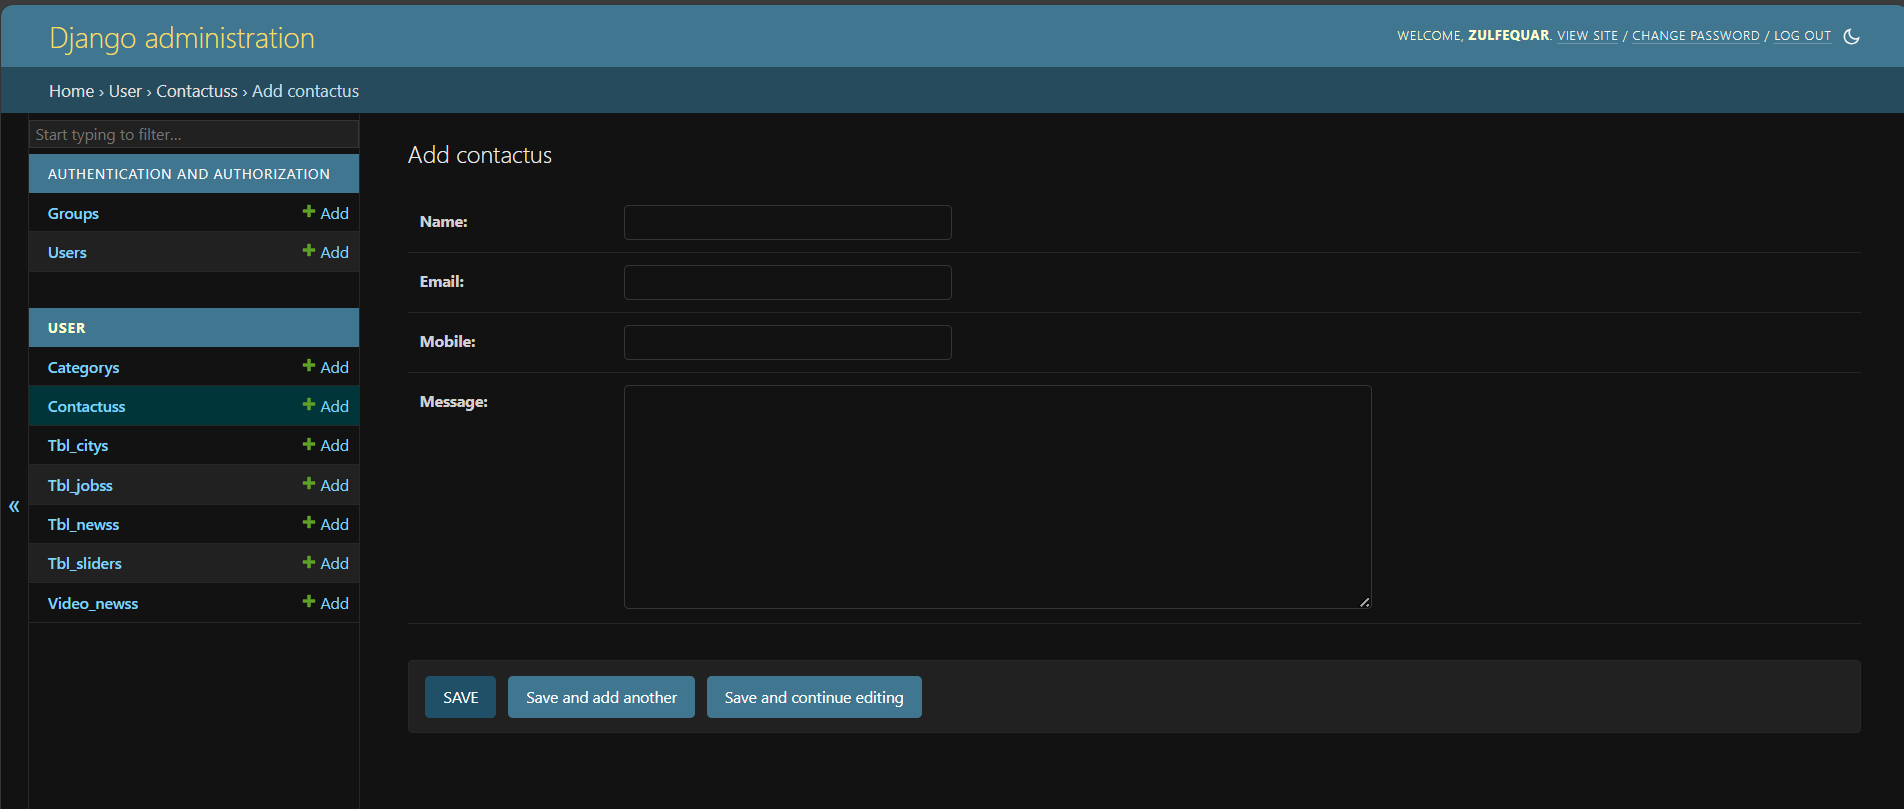 Django administration
WELCOME, ZULFEQUAR. VIEW SITE / CHANGE PASSWORD / LOG OUT
Home › User › Contactuss › Add contactus
Start typing to filter...
AUTHENTICATION AND AUTHORIZATION
Groups Add
Users Add
USER
Categorys Add
Contactuss Add
Tbl_citys Add
Tbl_jobss Add
Tbl_newss Add
Tbl_sliders Add
Video_newss Add
«
Add contactus
Name:
Email:
Mobile:
Message:
SAVE Save and add another Save and continue editing